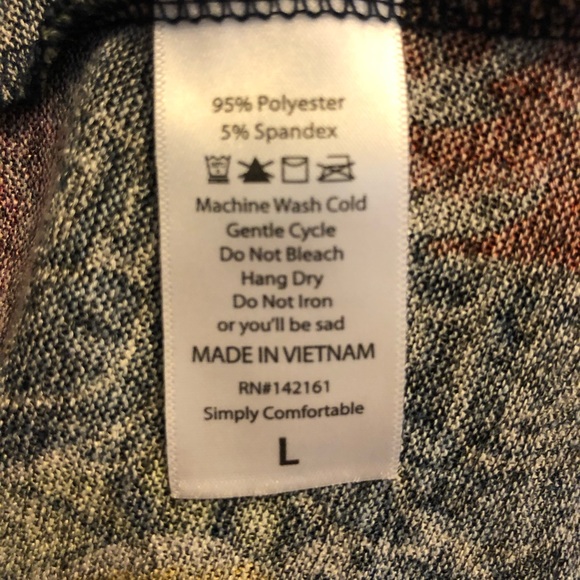 95% Polyester
5% Spandex
Machine Wash Cold
Gentle Cycle
Do Not Bleach
Hang Dry
Do Not Iron
or you'll be sad
MADE IN VIETNAM
RN#142161
Simply Comfortable
L